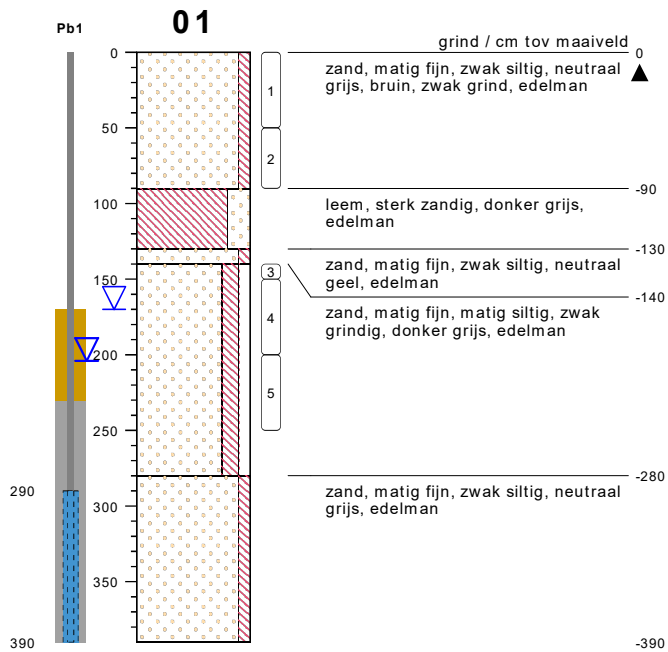 Pb1
01
grind / cm tov maaiveld
0
0
zand, matig fijn, zwak siltig, neutraal
grijs, bruin, zwak grind, edelman
1
50
2
-90
100
leem, sterk zandig, donker grijs,
edelman
-130
zand, matig fijn, zwak siltig, neutraal
geel, edelman
3
150
-140
zand, matig fijn, matig siltig, zwak
grindig, donker grijs, edelman
4
200
5
250
-280
290
zand, matig fijn, zwak siltig, neutraal
grijs, edelman
300
350
390
-390